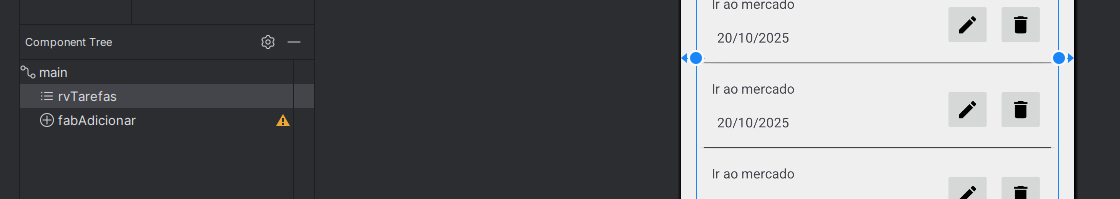 Component Tree
main
rvTarefas
fabAdicionar
Ir ao mercado
20/10/2025
Ir ao mercado
20/10/2025
Ir ao mercado